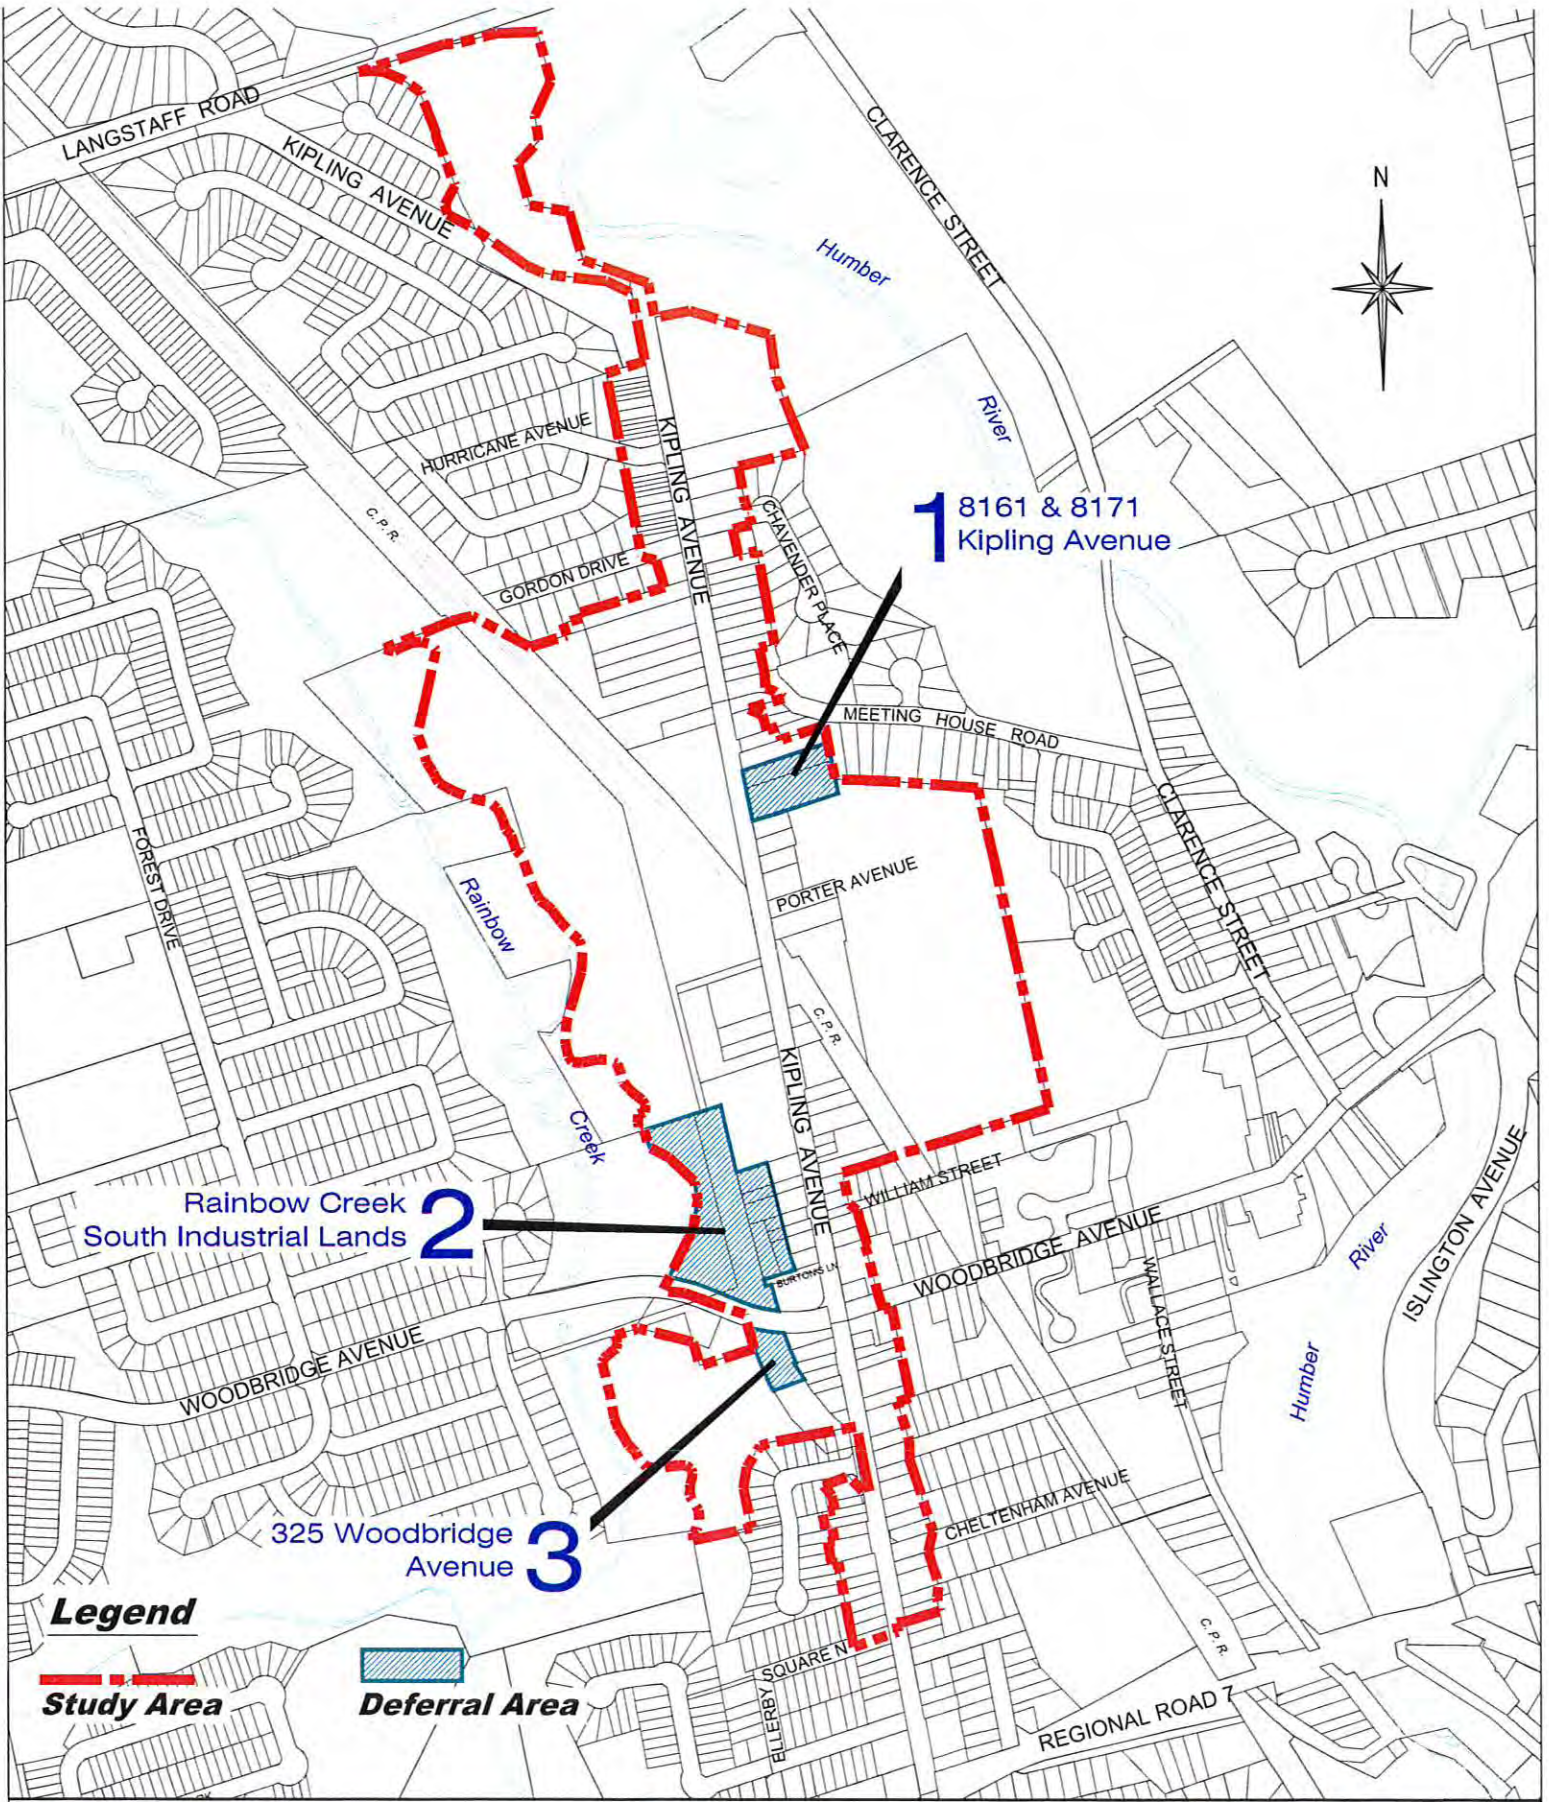 LANGSTAFF ROAD
KIPLING AVENUE
CLARENCE STREET
N
Humber
River
HURRICANE AVENUE
KIPLING AVENUE
C.P.R.
1
8161 & 8171
Kipling Avenue
CHAVENDER PLACE
GORDON DRIVE
MEETING HOUSE ROAD
CLARENCE STREET
FOREST DRIVE
PORTER AVENUE
Rainbow
C.P.R.
KIPLING AVENUE
Creek
WILLIAM STREET
ISLINGTON AVENUE
Rainbow Creek
South Industrial Lands
2
WOODBRIDGE AVENUE
River
BURTON'S LN.
WALLACE STREET
WOODBRIDGE AVENUE
Humber
325 Woodbridge
Avenue
3
CHELTENHAM AVENUE
Legend
C.P.R.
ELLERBY SQUARE N
Study Area
Deferral Area
REGIONAL ROAD 7